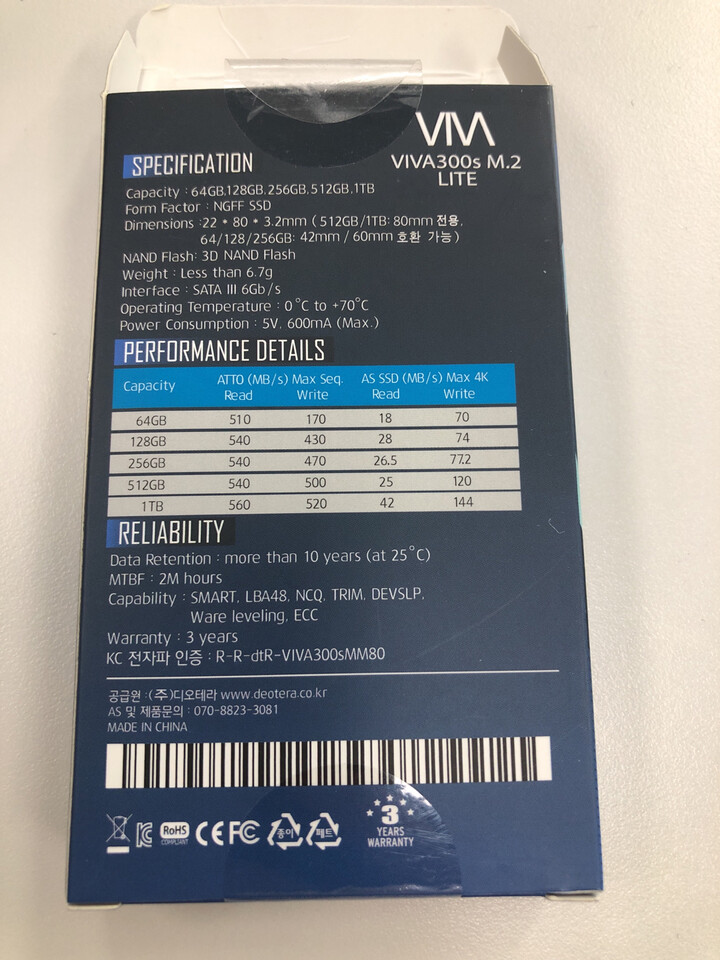 VIVA
VIVA300s M.2
LITE
SPECIFICATION
Capacity : 64GB,128GB,256GB,512GB,1TB
Form Factor : NGFF SSD
Dimensions :22 * 80 * 3.2mm ( 512GB/1TB: 80mm 전용,
64/128/256GB: 42mm / 60mm 호환 가능 )
NAND Flash: 3D NAND Flash
Weight : Less than 6.7g
Interface : SATA III 6Gb/s
Operating Temperature : 0°C to +70°C
Power Consumption : 5V, 600mA (Max.)
PERFORMANCE DETAILS
Capacity ATTO (MB/s) Max Seq. AS SSD (MB/s) Max 4K
Read Write Read Write
64GB 510 170 18 70
128GB 540 430 28 74
256GB 540 470 26.5 77.2
512GB 540 500 25 120
1TB 560 520 42 144
RELIABILITY
Data Retention : more than 10 years (at 25°C)
MTBF : 2M hours
Capability : SMART, LBA48, NCQ, TRIM, DEVSLP,
Ware leveling, ECC
Warranty : 3 years
KC 전자파 인증 : R-R-dtR-VIVA300sMM80
공급원 : (주)디오테라 www.deotera.co.kr
AS 및 제품문의 : 070-8823-3081
MADE IN CHINA
RoHS
COMPLIANT
CE FC
종이
페트
3
YEARS
WARRANTY